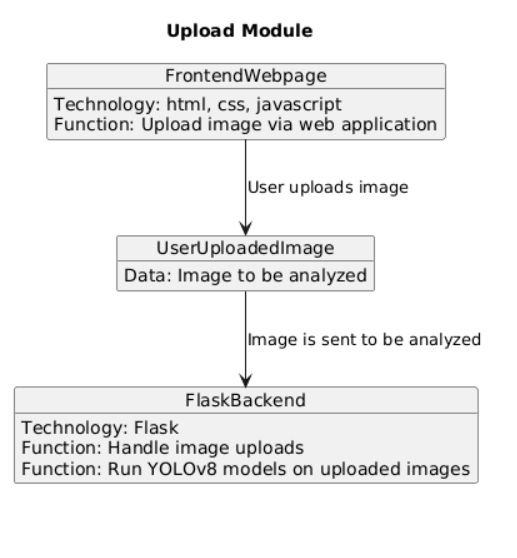 Upload Module
FrontendWebpage
Technology: html, css, javascript
Function: Upload image via web application
User uploads image
UserUploadedImage
Data: Image to be analyzed
Image is sent to be analyzed
FlaskBackend
Technology: Flask
Function: Handle image uploads
Function: Run YOLOv8 models on uploaded images